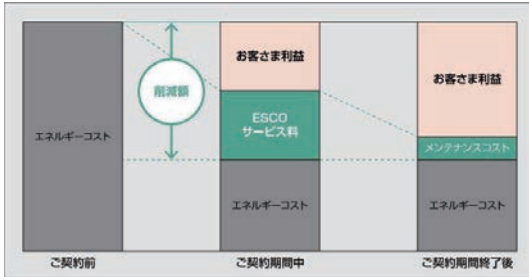 エネルギーコスト
削減額
お客さま利益
ESCO
サービス料
エネルギーコスト
お客さま利益
メンテナンスコスト
エネルギーコスト
ご契約前
ご契約期間中
ご契約期間終了後